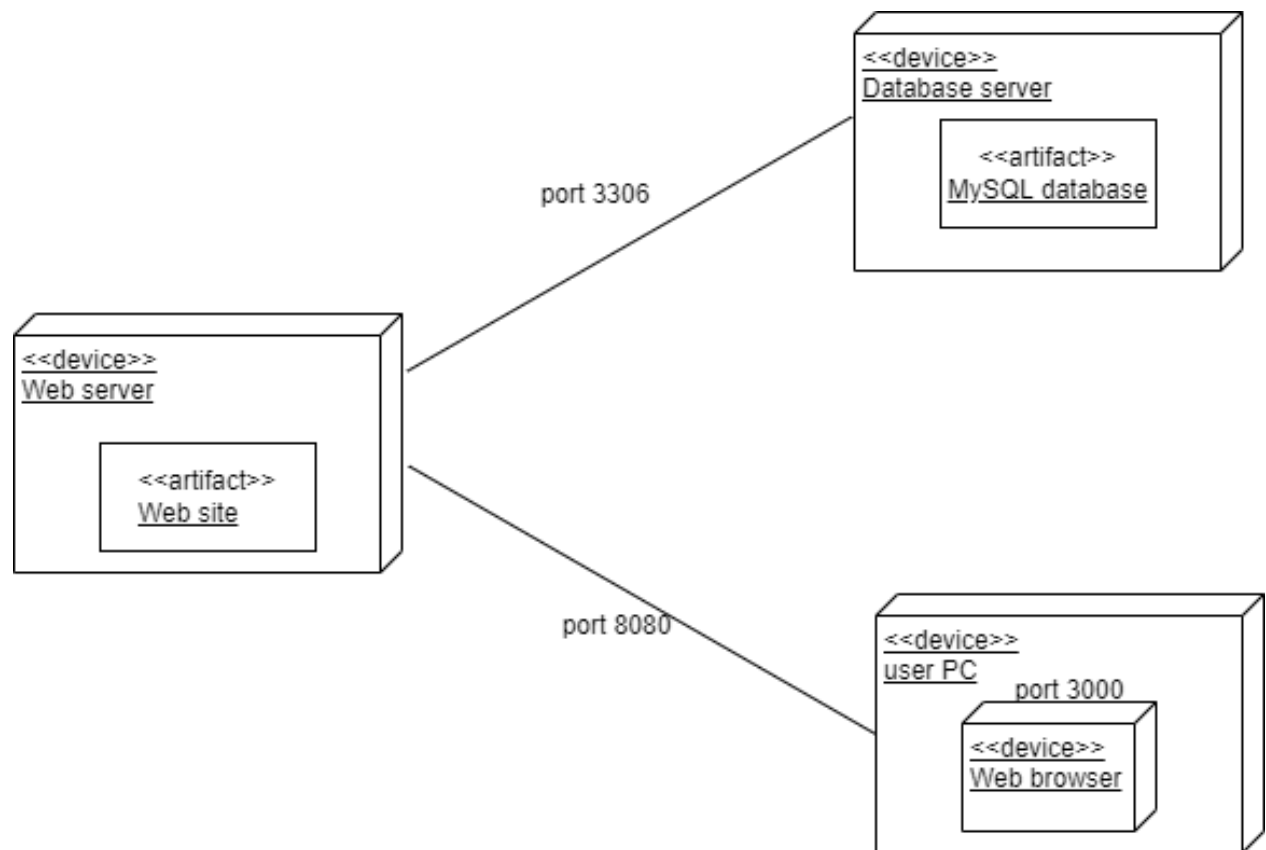 <<device>>
Database server
<<artifact>>
MySQL database
port 3306
<<device>>
Web server
<<artifact>>
Web site
port 8080
<<device>>
user PC
port 3000
<<device>>
Web browser